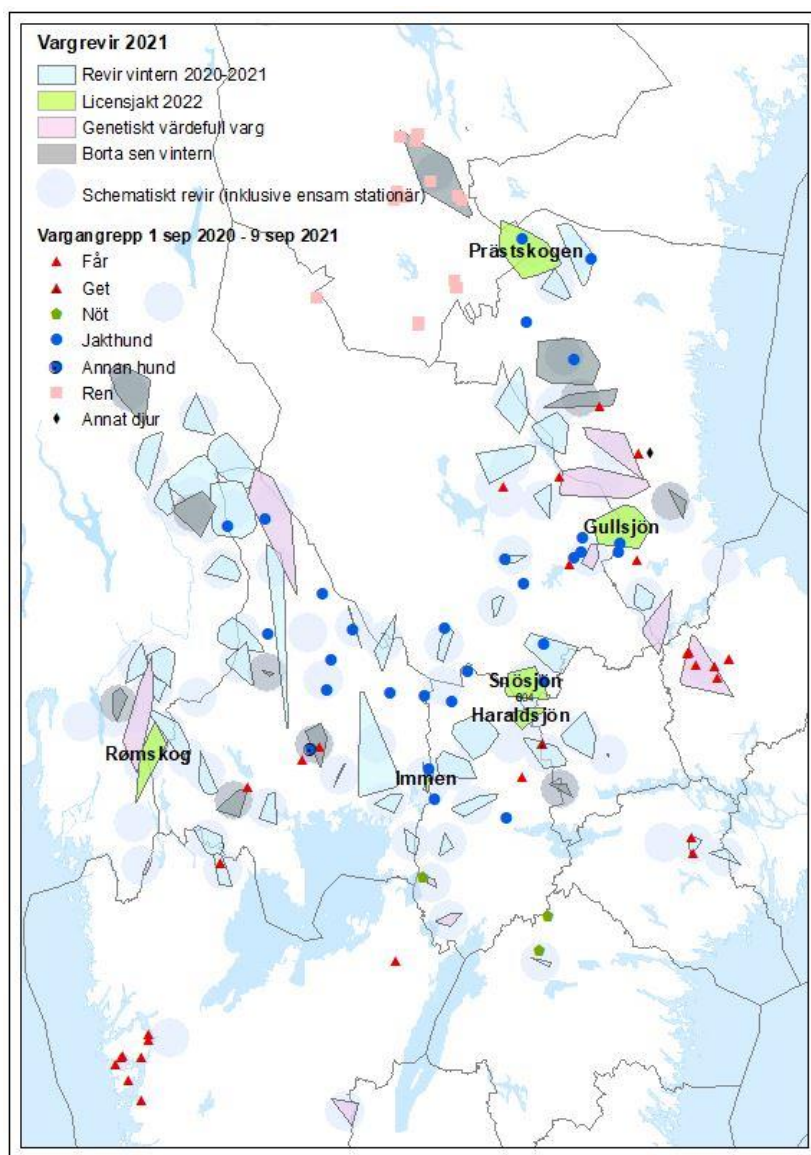 Vargrevir 2021
Revir vintern 2020-2021
Licensjakt 2022
Genetiskt värdefull varg
Borta sen vintern
Schematiskt revir (inklusive ensam stationär)
Vargangrepp 1 sep 2020 - 9 sep 2021
Får
Get
Nöt
Jakthund
Annan hund
Ren
Annat djur
Prästskogen
Gullsjön
Snösjön
Haraldsjön
Rømskog
Immen